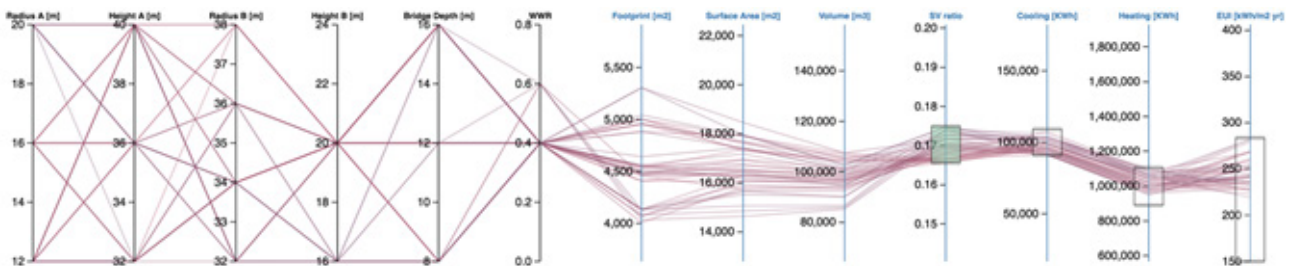 Radius A [m] Height A [m] Radius B [m] Height B [m] Bridge Depth [m] WWR Footprint [m2] Surface Area [m2] Volume [m3] SV ratio Cooling [KWh] Heating [KWh] EUI [kWh/m2 yr]
20 40 38 24 16 0.8 0.20 400
22,000
1,800,000
5,500 140,000 0.19 150,000
18 38 37 22 14 0.6 20,000 1,600,000 350
36 0.18 1,400,000
5,000 120,000 300
18,000
16 36 35 20 12 0.4 0.17 100,000 1,200,000
4,500 100,000 250
34 16,000 0.16 1,000,000
14 34 18 10 0.2 50,000 200
33 4,000 80,000 0.15 800,000
14,000
12 32 32 16 8 0.0 600,000 150